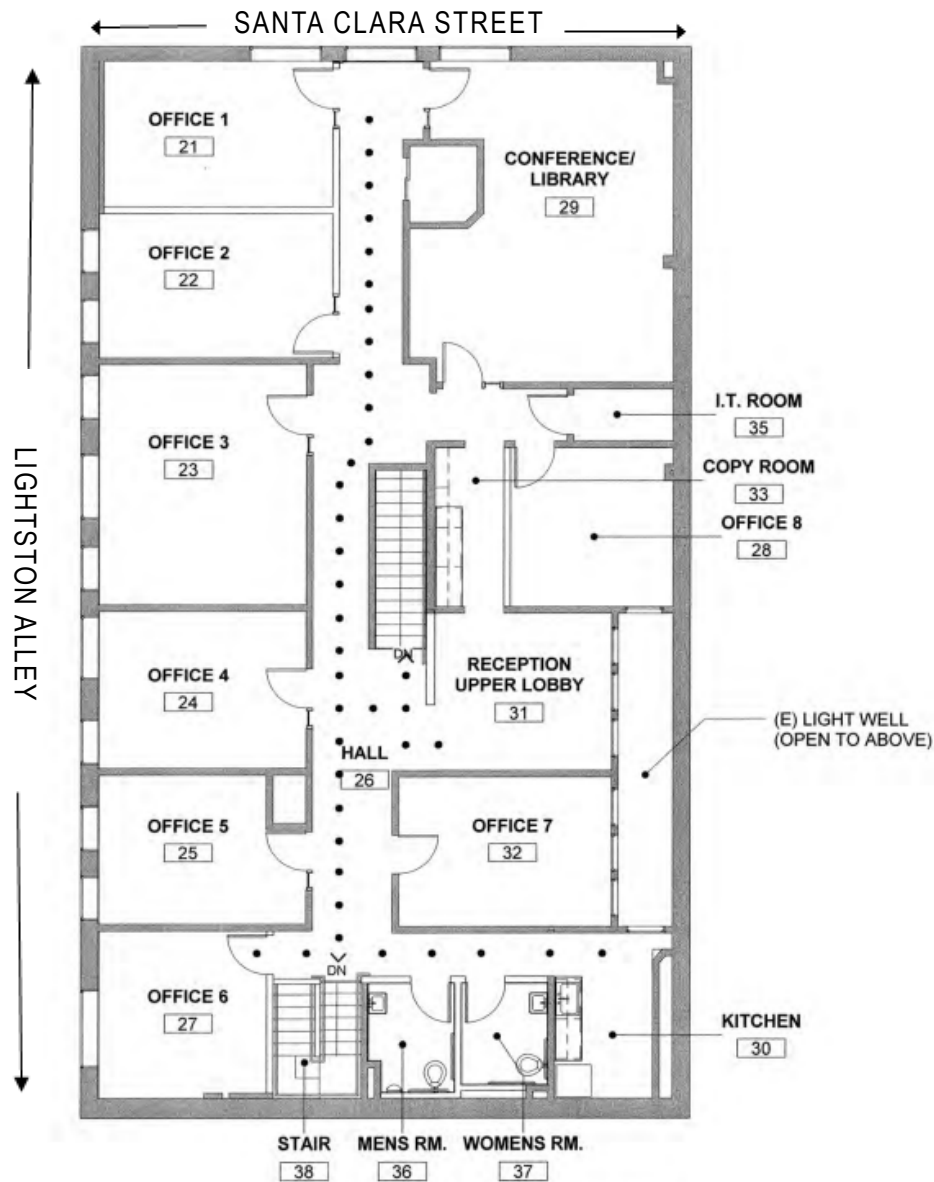 SANTA CLARA STREET
LIGHTSTON ALLEY
OFFICE 1
21
CONFERENCE/
LIBRARY
29
OFFICE 2
22
I.T. ROOM
35
OFFICE 3
23
COPY ROOM
33
OFFICE 8
28
DN
RECEPTION
UPPER LOBBY
31
OFFICE 4
24
(E) LIGHT WELL
(OPEN TO ABOVE)
HALL
26
OFFICE 5
25
OFFICE 7
32
DN
OFFICE 6
27
KITCHEN
30
STAIR
38
MENS RM.
36
WOMENS RM.
37